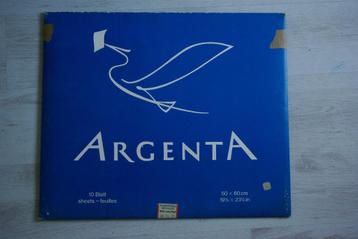 ARGENTA
10 Blatt
sheets - feuilles
50 x 60 cm
19⅝ x 23⅝ in